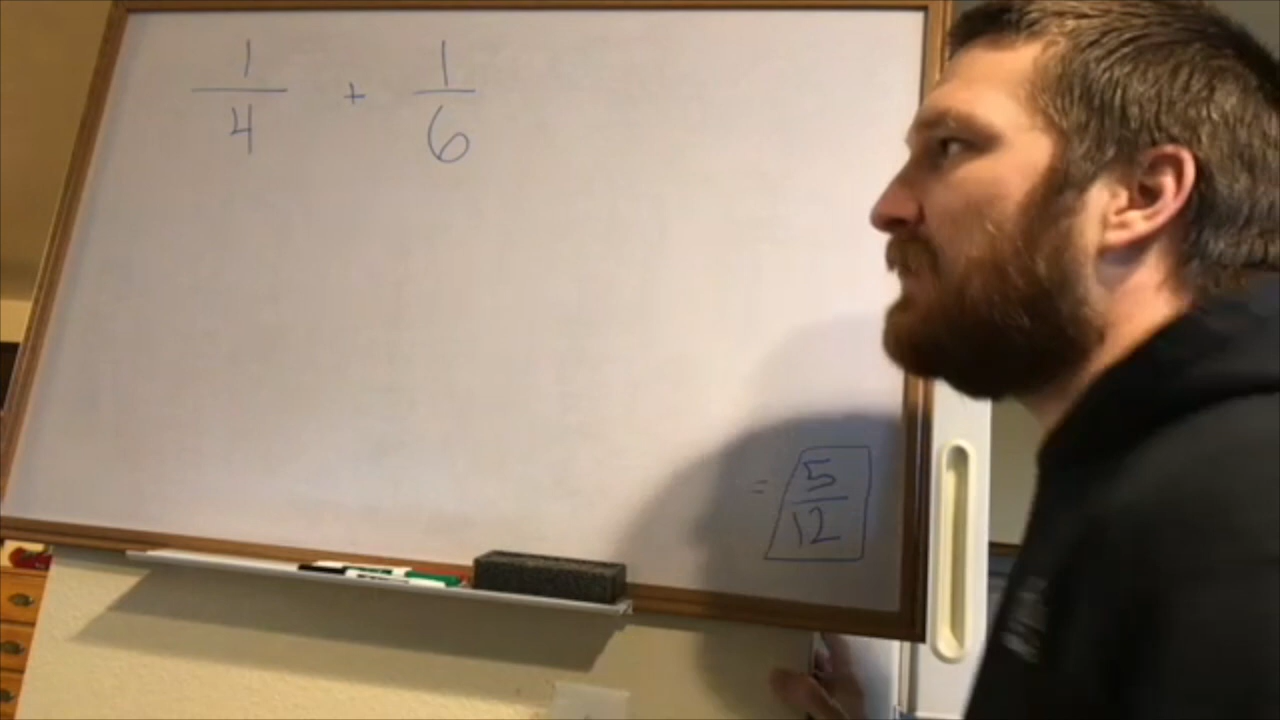 1/4 + 1/6
= 5/12